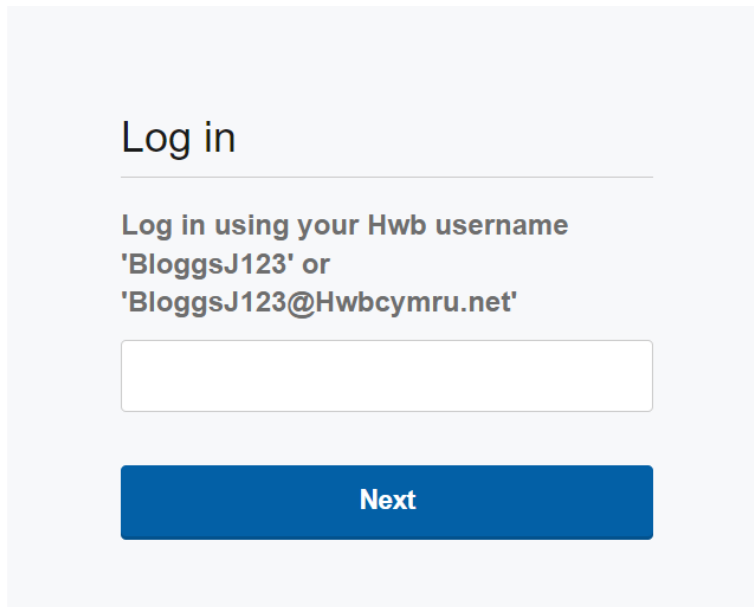 Log in
Log in using your Hwb username
'BloggsJ123' or
'BloggsJ123@Hwbcymru.net'
Next